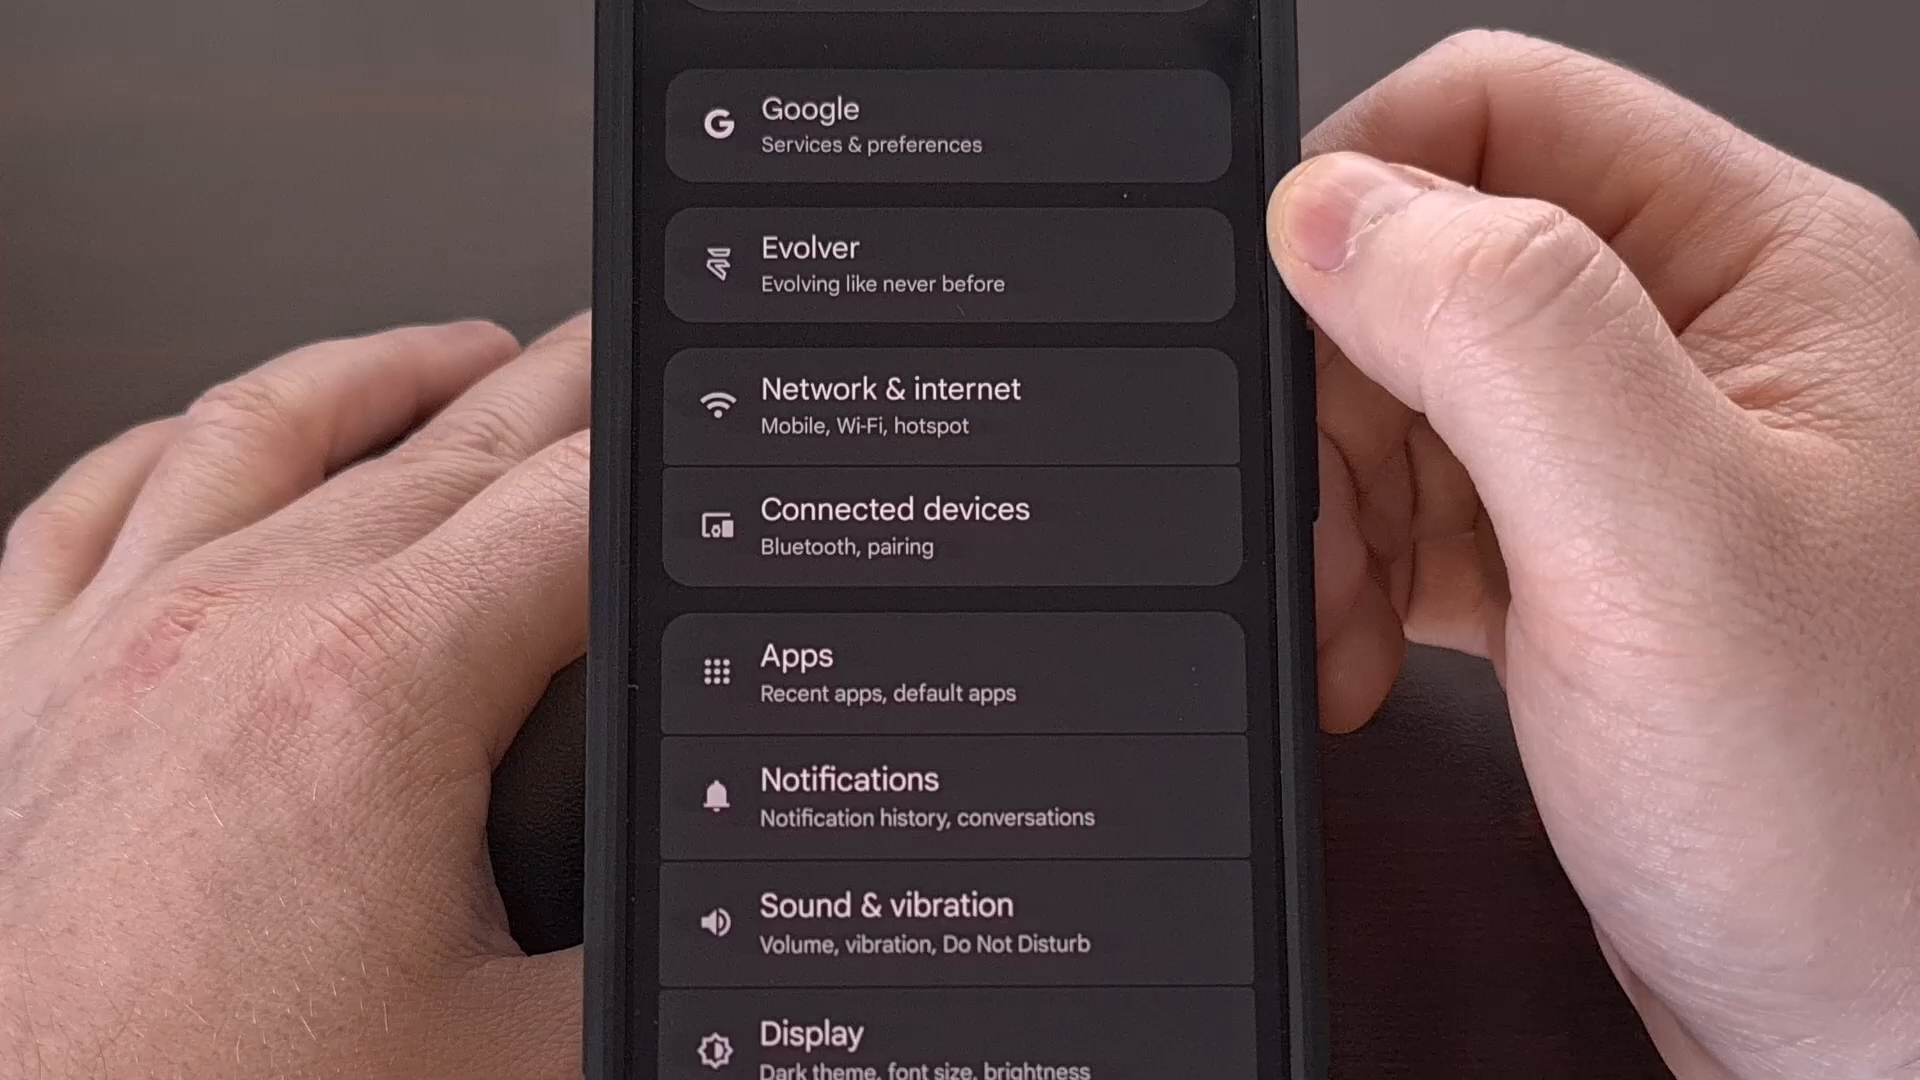 Google
Services & preferences
Evolver
Evolving like never before
Network & internet
Mobile, Wi-Fi, hotspot
Connected devices
Bluetooth, pairing
Apps
Recent apps, default apps
Notifications
Notification history, conversations
Sound & vibration
Volume, vibration, Do Not Disturb
Display
Dark theme, font size, brightness